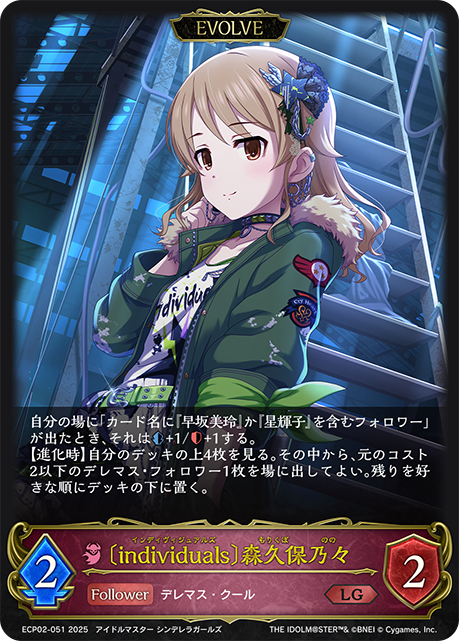 EVOLVE
individuals
自分の場に「カード名に『早坂美玲』か『星輝子』を含むフォロワー」
が出たとき、それは+1/+1する。
【進化時】自分のデッキの上4枚を見る。その中から、元のコスト
2以下のデレマス・フォロワー1枚を場に出してよい。残りを好
きな順にデッキの下に置く。
インディヴィジュアルズ もりくぼ のの
〔individuals〕森久保乃々
2
2
Follower デレマス・クール LG
ECP02-051 2025 アイドルマスター シンデレラガールズ THE IDOLM@STER™& ©BNEI © Cygames, Inc.